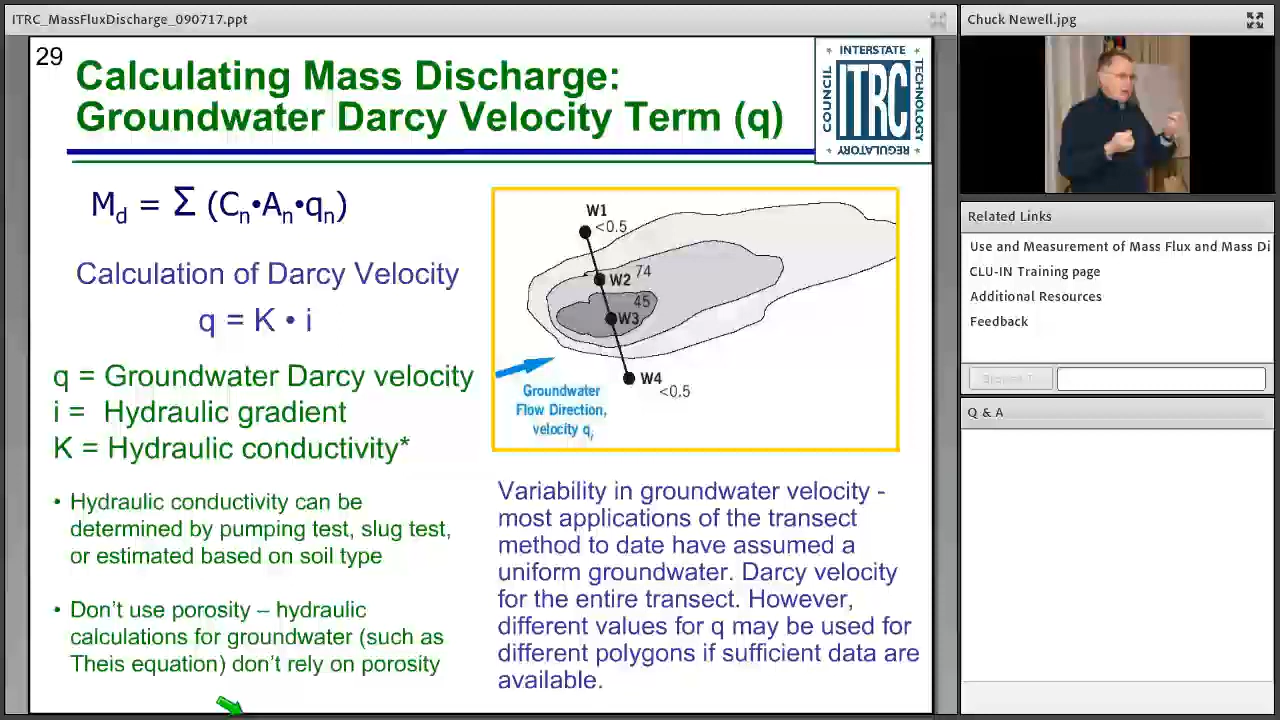 ITRC_MassFluxDischarge_090717.ppt
29
Calculating Mass Discharge:
Groundwater Darcy Velocity Term (q)
INTERSTATE
COUNCIL
ITRC
TECHNOLOGY
REGULATORY
Md = Σ (Cn•An•qn)
Calculation of Darcy Velocity
q = K • i
q = Groundwater Darcy velocity
i = Hydraulic gradient
K = Hydraulic conductivity*
• Hydraulic conductivity can be
determined by pumping test, slug test,
or estimated based on soil type
• Don't use porosity – hydraulic
calculations for groundwater (such as
Theis equation) don't rely on porosity
W1
<0.5
74
W2
45
W3
W4
<0.5
Groundwater
Flow Direction,
velocity qi
Variability in groundwater velocity -
most applications of the transect
method to date have assumed a
uniform groundwater. Darcy velocity
for the entire transect. However,
different values for q may be used for
different polygons if sufficient data are
available.
Chuck Newell.jpg
Related Links
Use and Measurement of Mass Flux and Mass Di
CLU-IN Training page
Additional Resources
Feedback
Q & A